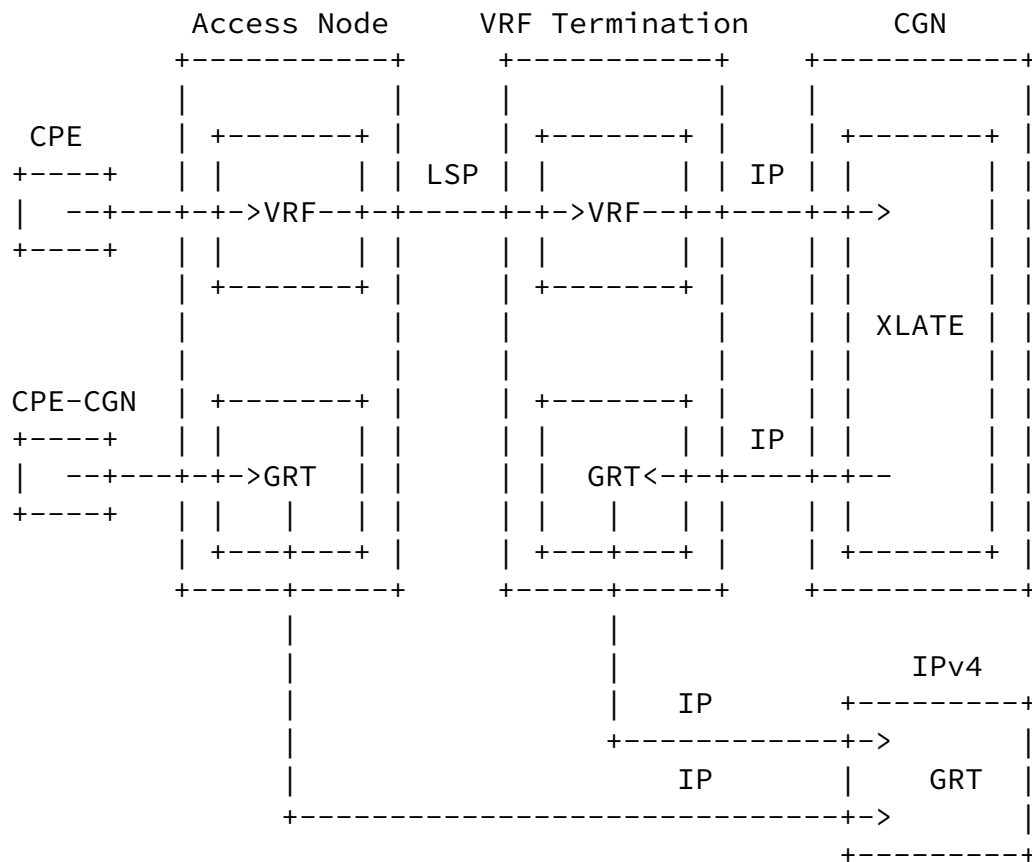 Access Node VRF Termination CGN
CPE
LSP IP
VRF VRF
XLATE
CPE-CGN
IP
GRT GRT
IPv4
IP
IP GRT